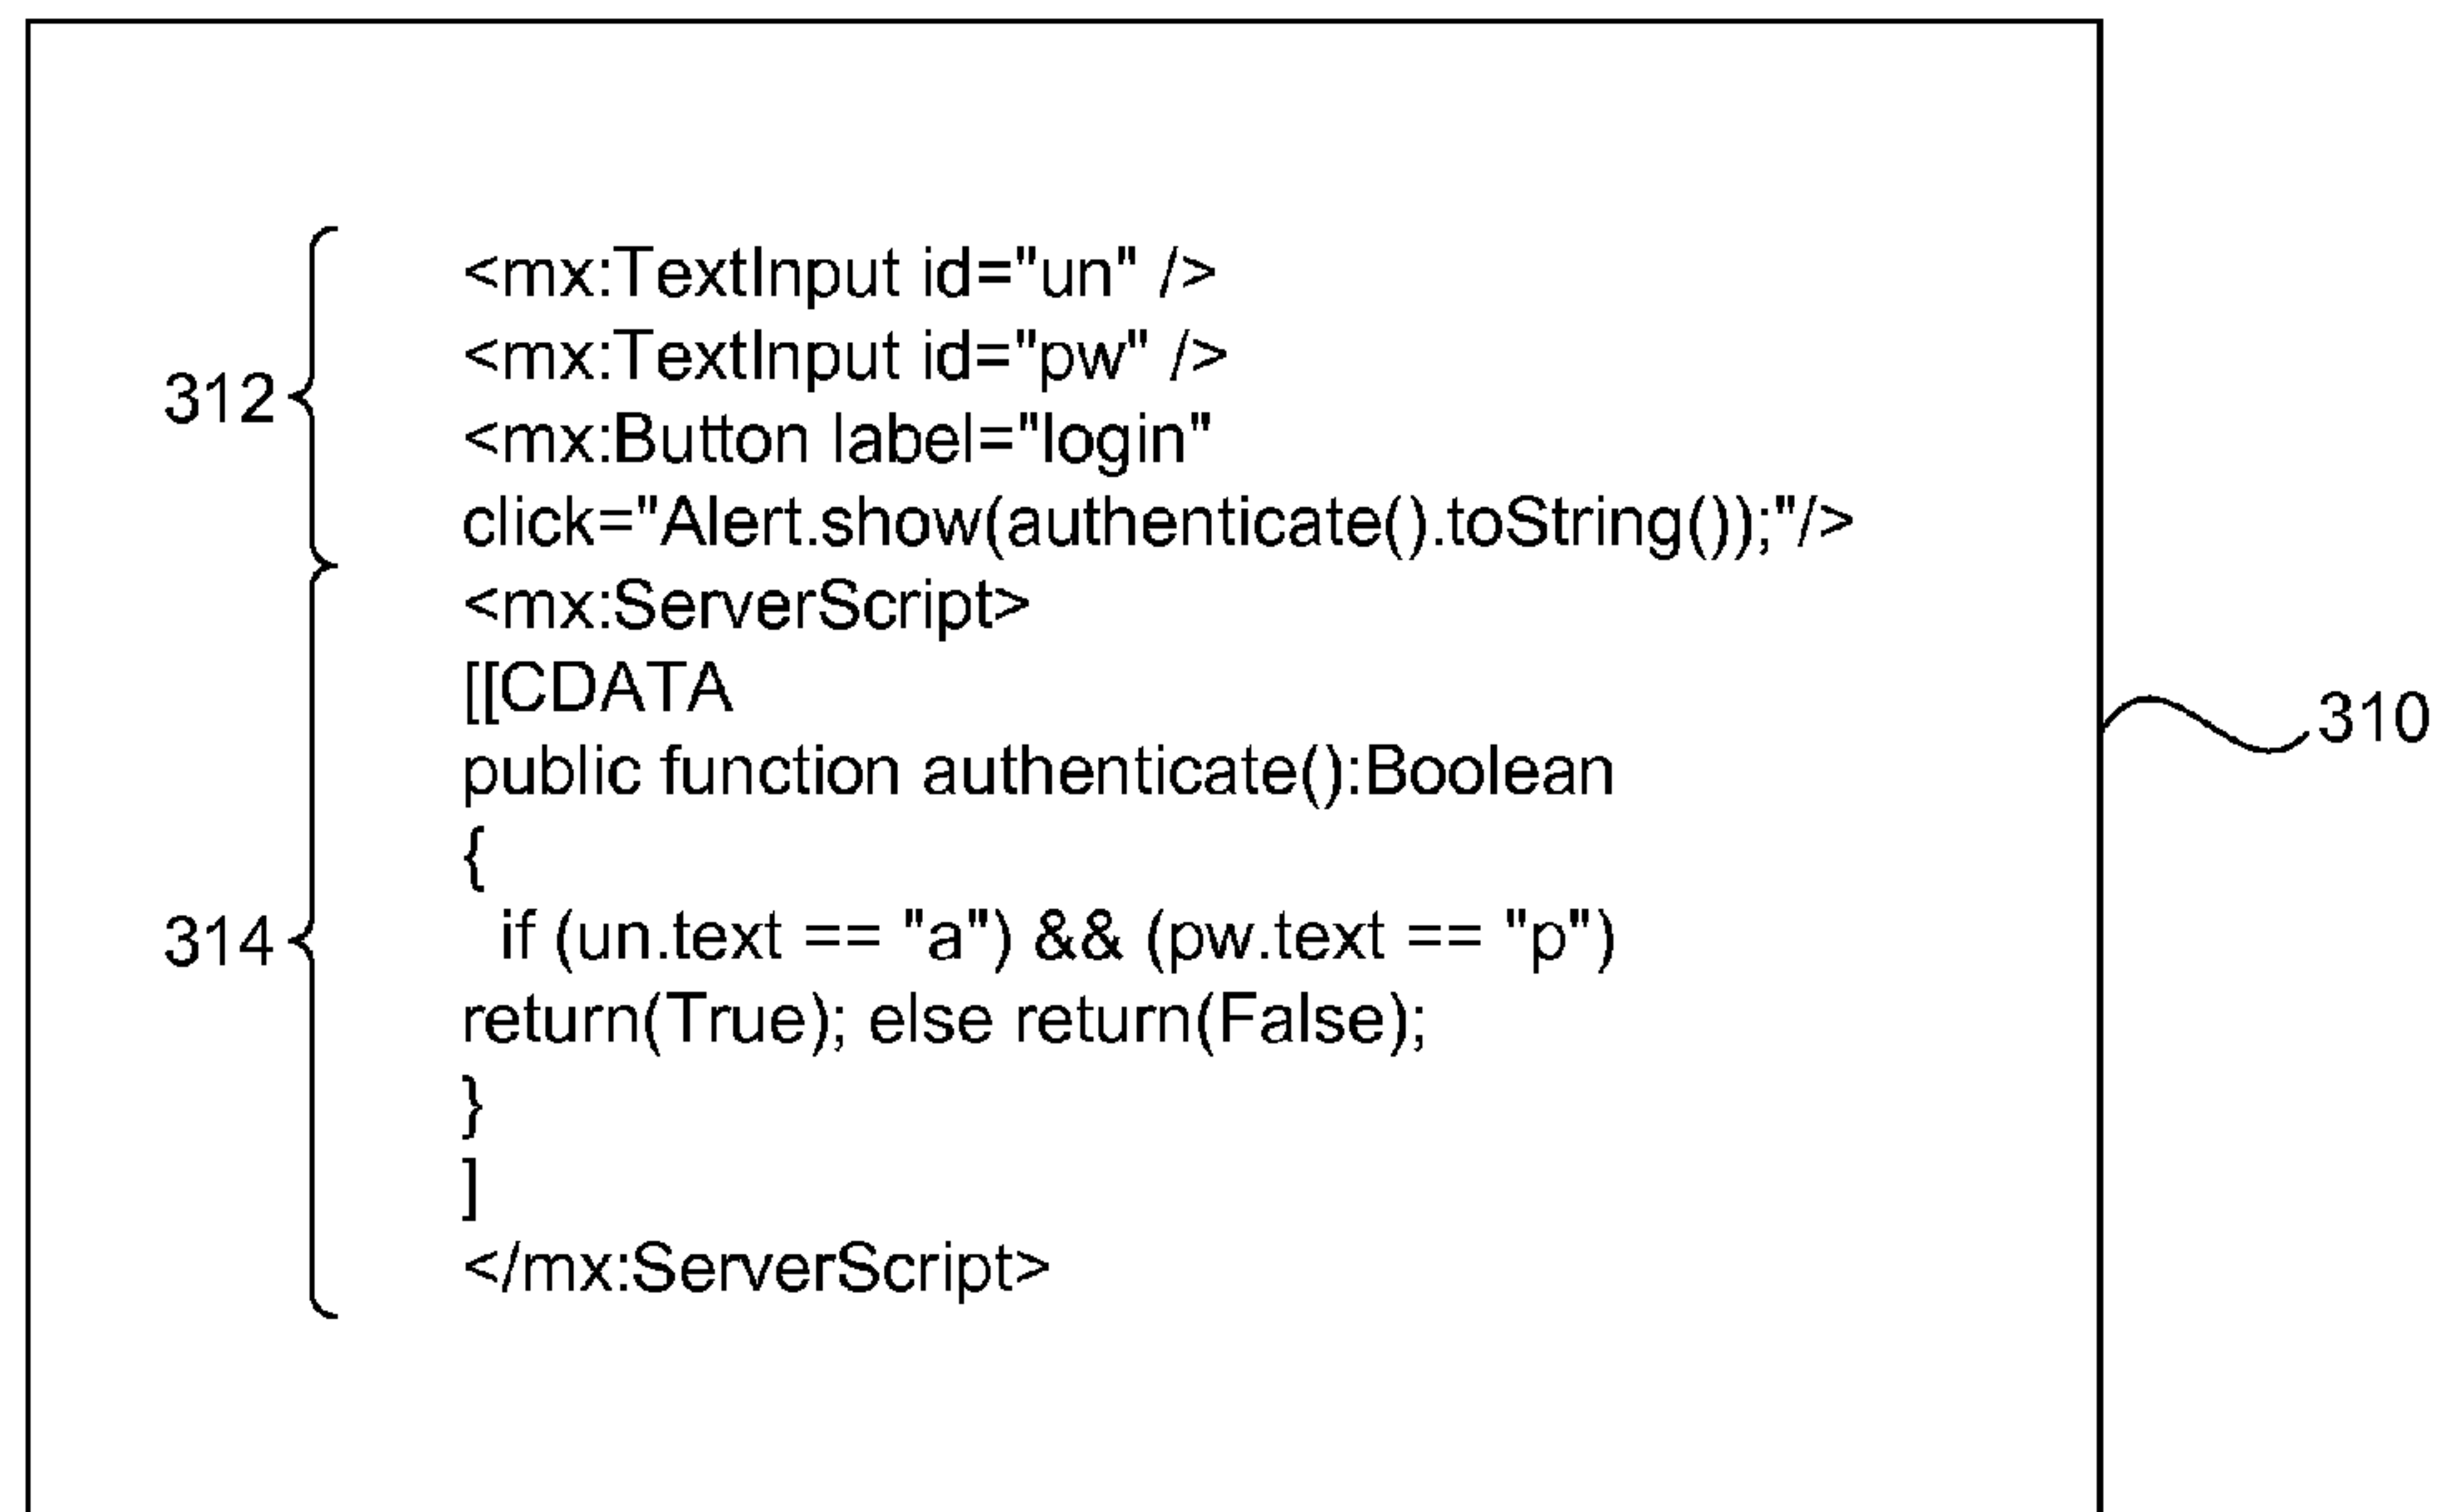 <mx:TextInput id="un" />
<mx:TextInput id="pw" />
312
<mx:Button label="login"
click="Alert.show(authenticate().toString());"/>
<mx:ServerScript>
[[CDATA
310
public function authenticate():Boolean
{
314
if (un.text == "a") && (pw.text == "p")
return(True); else return(False);
}
]
</mx:ServerScript>